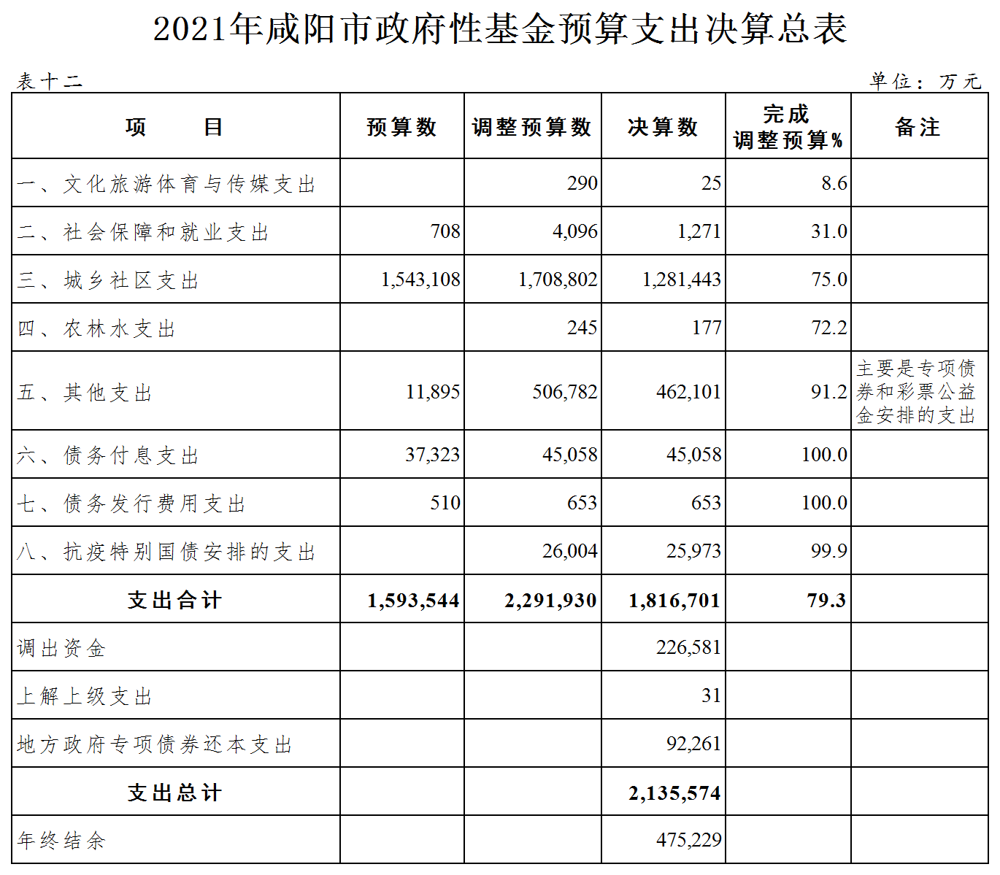 2021年咸阳市政府性基金预算支出决算总表
表十二 单位：万元
项 目 预算数 调整预算数 决算数 完成 调整预算% 备注
一、文化旅游体育与传媒支出 290 25 8.6
二、社会保障和就业支出 708 4,096 1,271 31.0
三、城乡社区支出 1,543,108 1,708,802 1,281,443 75.0
四、农林水支出 245 177 72.2
五、其他支出 11,895 506,782 462,101 91.2 主要是专项债
券和彩票公益
金安排的支出
六、债务付息支出 37,323 45,058 45,058 100.0
七、债务发行费用支出 510 653 653 100.0
八、抗疫特别国债安排的支出 26,004 25,973 99.9
支出合计 1,593,544 2,291,930 1,816,701 79.3
调出资金 226,581
上解上级支出 31
地方政府专项债券还本支出 92,261
支出总计 2,135,574
年终结余 475,229